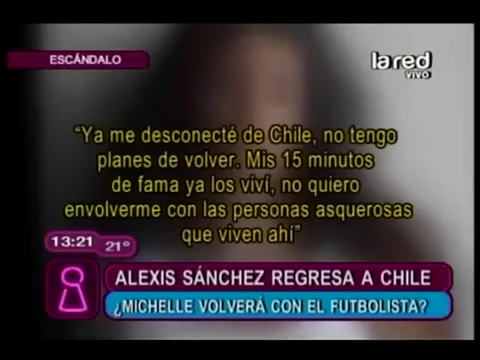 ESCÁNDALO
la red
VIVO
“Ya me desconecté de Chile, no tengo
planes de volver. Mis 15 minutos
de fama ya los viví, no quiero
envolverme con las personas asquerosas
que viven ahí”
13:21 21°
ALEXIS SÁNCHEZ REGRESA A CHILE
¿MICHELLE VOLVERÁ CON EL FUTBOLISTA?